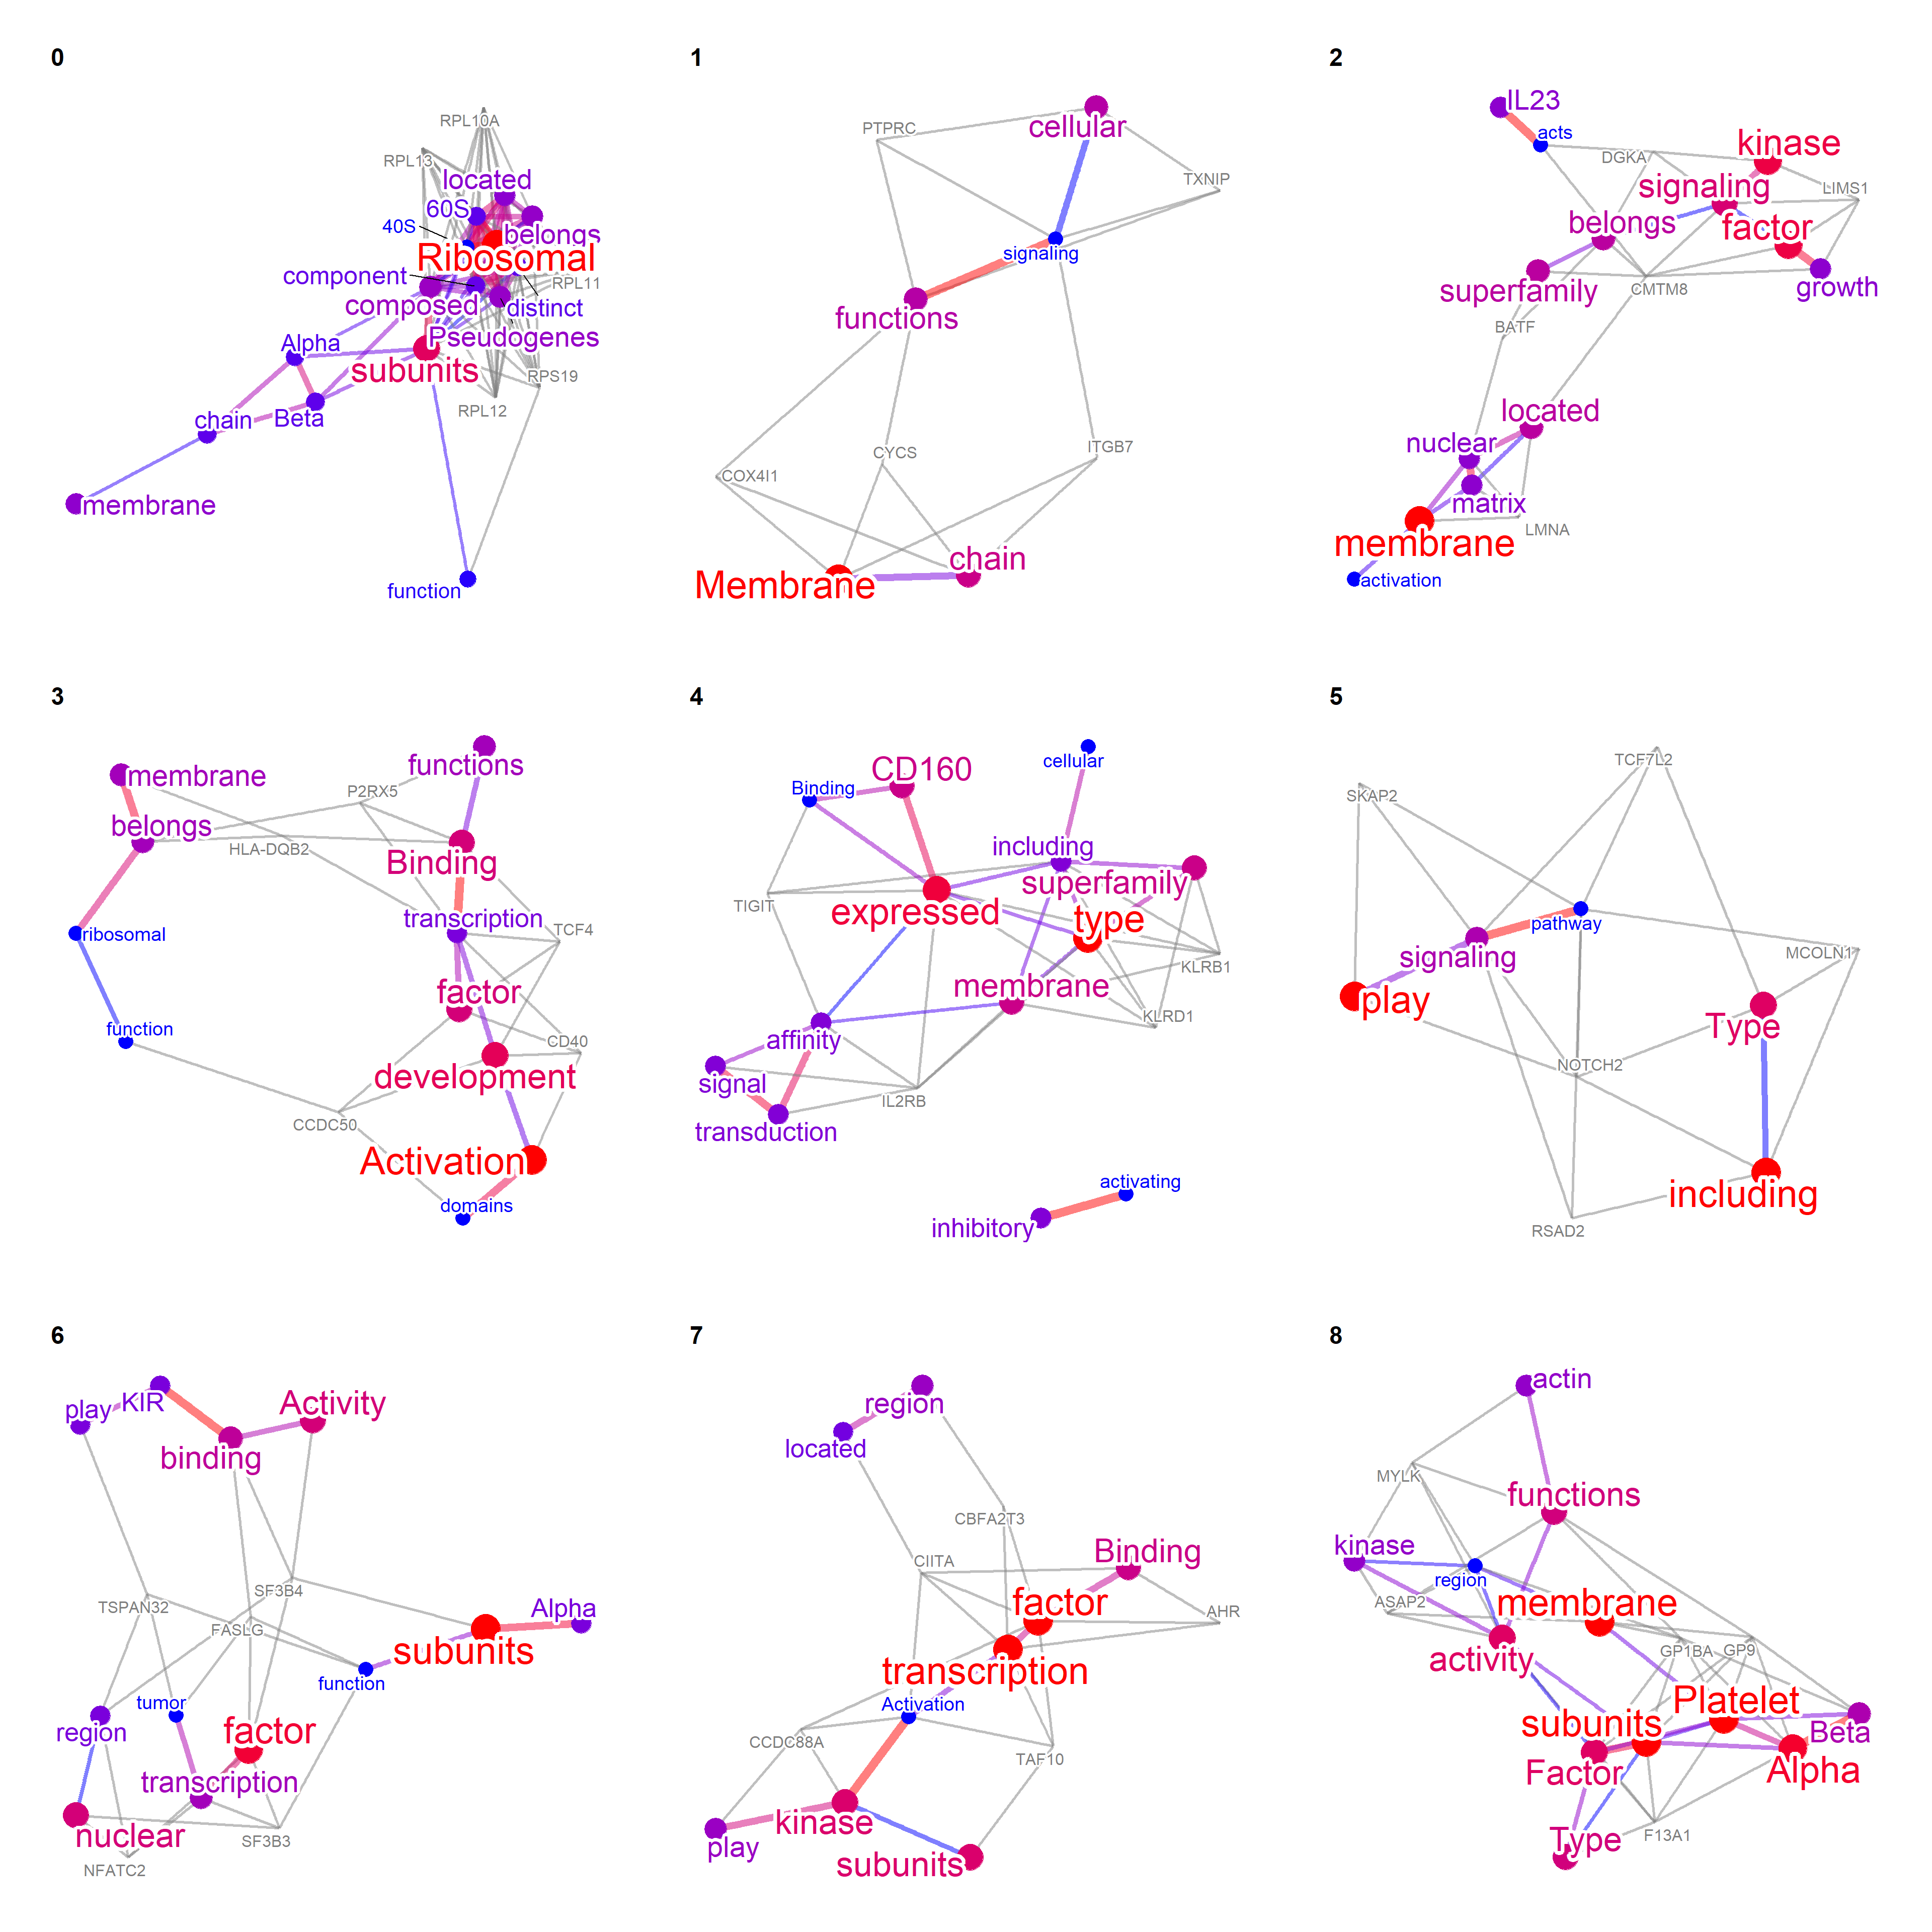 0
RPL10A
RPL13
located
60S
40S
belongs
Ribosomal
component
RPL11
composed
distinct
Pseudogenes
Alpha
subunits
RPS19
RPL12
chain
Beta
membrane
function
1
PTPRC
cellular
TXNIP
signaling
functions
CYCS
ITGB7
COX4I1
chain
Membrane
2
IL23
acts
kinase
DGKA
signaling
LIMS1
belongs
factor
superfamily
CMTM8
growth
BATF
located
nuclear
matrix
LMNA
membrane
activation
3
functions
membrane
P2RX5
belongs
HLA-DQB2
Binding
transcription
TCF4
ribosomal
factor
function
CD40
development
CCDC50
Activation
domains
4
cellular
CD160
Binding
including
superfamily
TIGIT
expressed
type
KLRB1
membrane
KLRD1
affinity
signal
IL2RB
transduction
activating
inhibitory
5
TCF7L2
SKAP2
pathway
signaling
MCOLN1
play
Type
NOTCH2
including
RSAD2
6
play
KIR
Activity
binding
SF3B4
TSPAN32
Alpha
FASLG
subunits
function
tumor
region
factor
transcription
nuclear
SF3B3
NFATC2
7
region
located
CBFA2T3
Binding
CIITA
factor
AHR
transcription
Activation
CCDC88A
TAF10
kinase
play
subunits
8
actin
MYLK
functions
kinase
region
ASAP2
membrane
activity
GP1BA
GP9
Platelet
subunits
Beta
Factor
Alpha
Type
F13A1